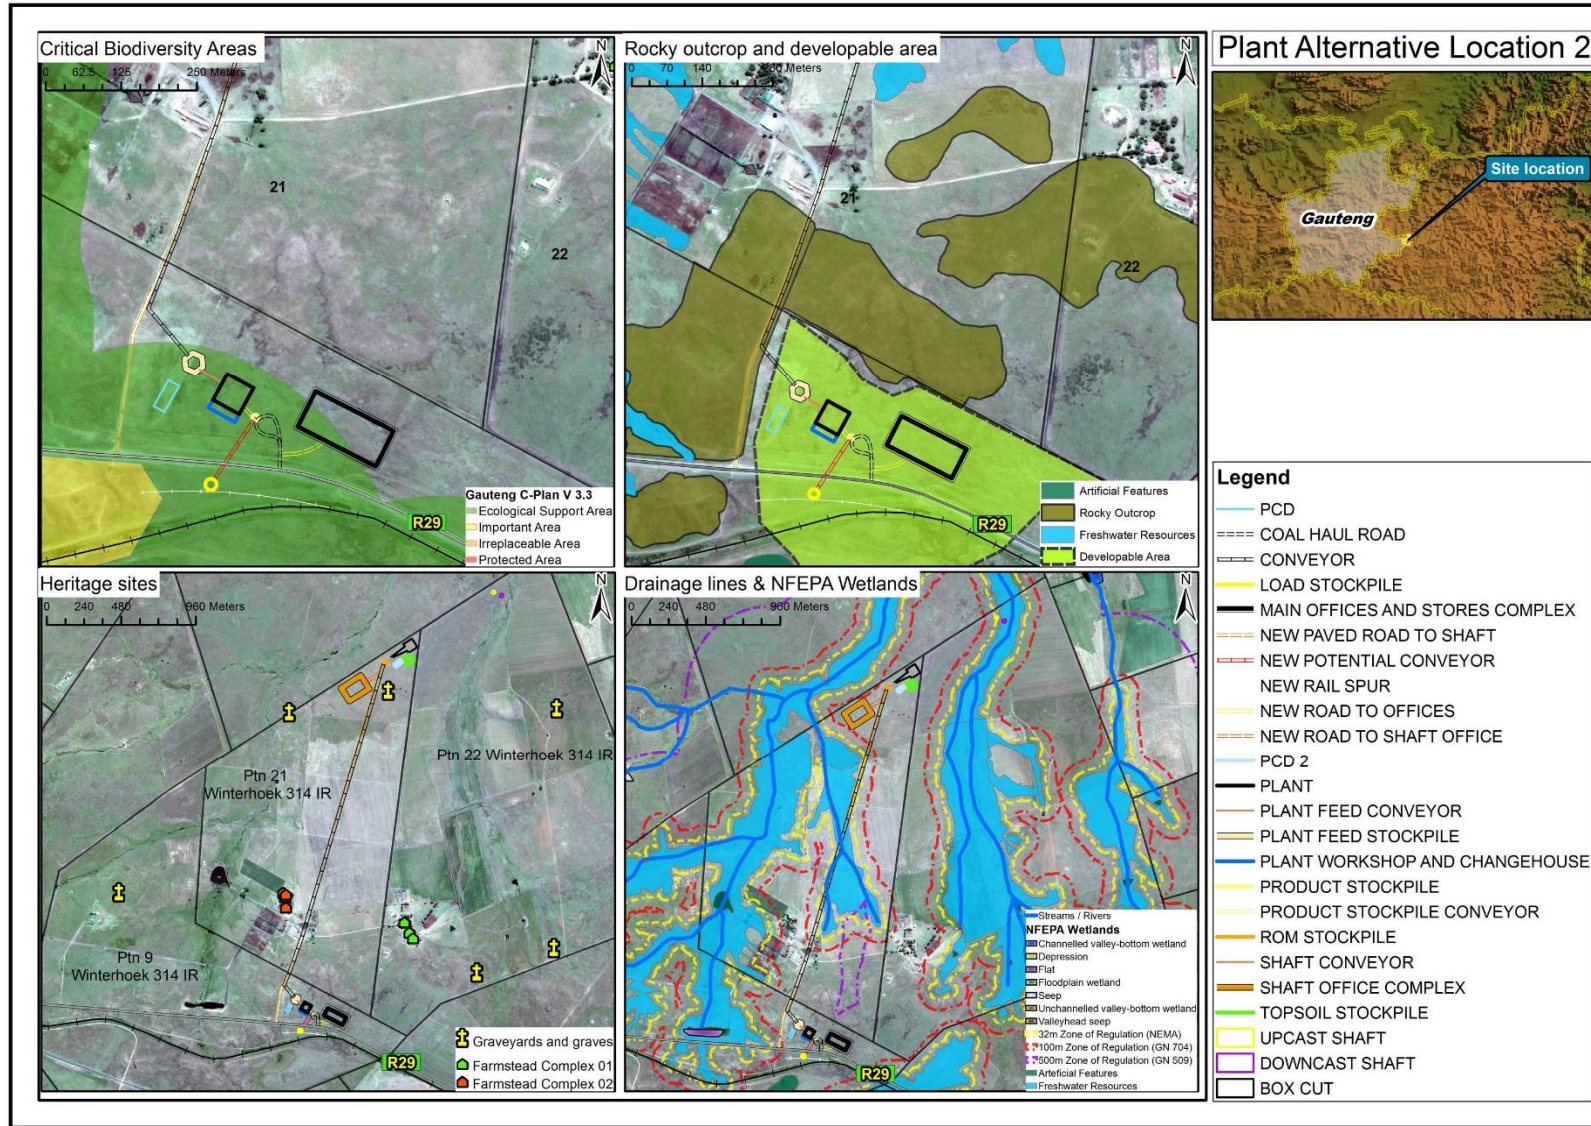 Plant Alternative Location 2
Critical Biodiversity Areas
N
0 62.5 125 250 Meters
21
22
R29
Gauteng C-Plan V 3.3
Ecological Support Area
Important Area
Irreplaceable Area
Protected Area
Rocky outcrop and developable area
N
0 70 140 Meters
21
22
R29
Artificial Features
Rocky Outcrop
Freshwater Resources
Developable Area
Gauteng
Site location
Heritage sites
N
0 240 480 960 Meters
Ptn 22 Winterhoek 314 IR
Ptn 21
Winterhoek 314 IR
Ptn 9
Winterhoek 314 IR
R29
Graveyards and graves
Farmstead Complex 01
Farmstead Complex 02
Drainage lines & NFEPA Wetlands
N
0 240 480 960 Meters
R29
Streams / Rivers
NFEPA Wetlands
Channelled valley-bottom wetland
Depression
Flat
Floodplain wetland
Seep
Unchannelled valley-bottom wetland
Valleyhead seep
32m Zone of Regulation (NEMA)
100m Zone of Regulation (GN 704)
500m Zone of Regulation (GN 509)
Arteficial Features
Freshwater Resources
Legend
PCD
COAL HAUL ROAD
CONVEYOR
LOAD STOCKPILE
MAIN OFFICES AND STORES COMPLEX
NEW PAVED ROAD TO SHAFT
NEW POTENTIAL CONVEYOR
NEW RAIL SPUR
NEW ROAD TO OFFICES
NEW ROAD TO SHAFT OFFICE
PCD 2
PLANT
PLANT FEED CONVEYOR
PLANT FEED STOCKPILE
PLANT WORKSHOP AND CHANGEHOUSE
PRODUCT STOCKPILE
PRODUCT STOCKPILE CONVEYOR
ROM STOCKPILE
SHAFT CONVEYOR
SHAFT OFFICE COMPLEX
TOPSOIL STOCKPILE
UPCAST SHAFT
DOWNCAST SHAFT
BOX CUT